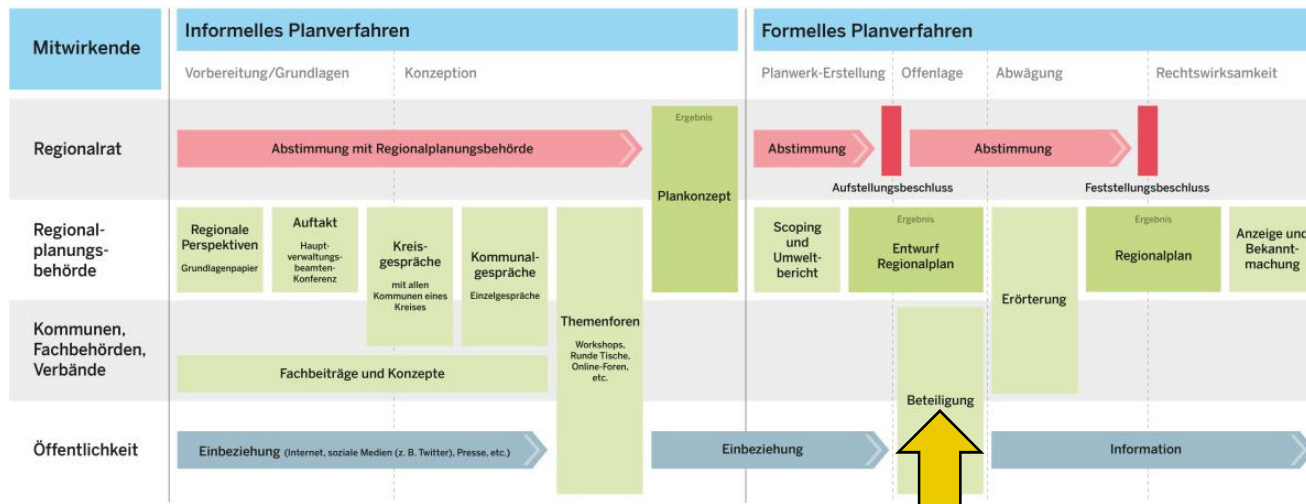 Mitwirkende
Informelles Planverfahren
Formelles Planverfahren
Vorbereitung/Grundlagen
Konzeption
Planwerk-Erstellung
Offenlage
Abwägung
Rechtswirksamkeit
Regionalrat
Abstimmung mit Regionalplanungsbehörde
Ergebnis
Plankonzept
Abstimmung
Aufstellungsbeschluss
Abstimmung
Feststellungsbeschluss
Regional-
planungs-
behörde
Regionale
Perspektiven
Grundlagenpapier
Auftakt
Haupt-
verwaltungs-
beamten-
Konferenz
Kreis-
gespräche
mit allen
Kommunen eines
Kreises
Kommunal-
gespräche
Einzelgespräche
Themenforen
Workshops,
Runde Tische,
Online-Foren,
etc.
Scoping
und
Umwelt-
bericht
Ergebnis
Entwurf
Regionalplan
Erörterung
Ergebnis
Regionalplan
Anzeige und
Bekannt-
machung
Kommunen,
Fachbehörden,
Verbände
Fachbeiträge und Konzepte
Beteiligung
Öffentlichkeit
Einbeziehung (Internet, soziale Medien (z. B. Twitter), Presse, etc.)
Einbeziehung
Information